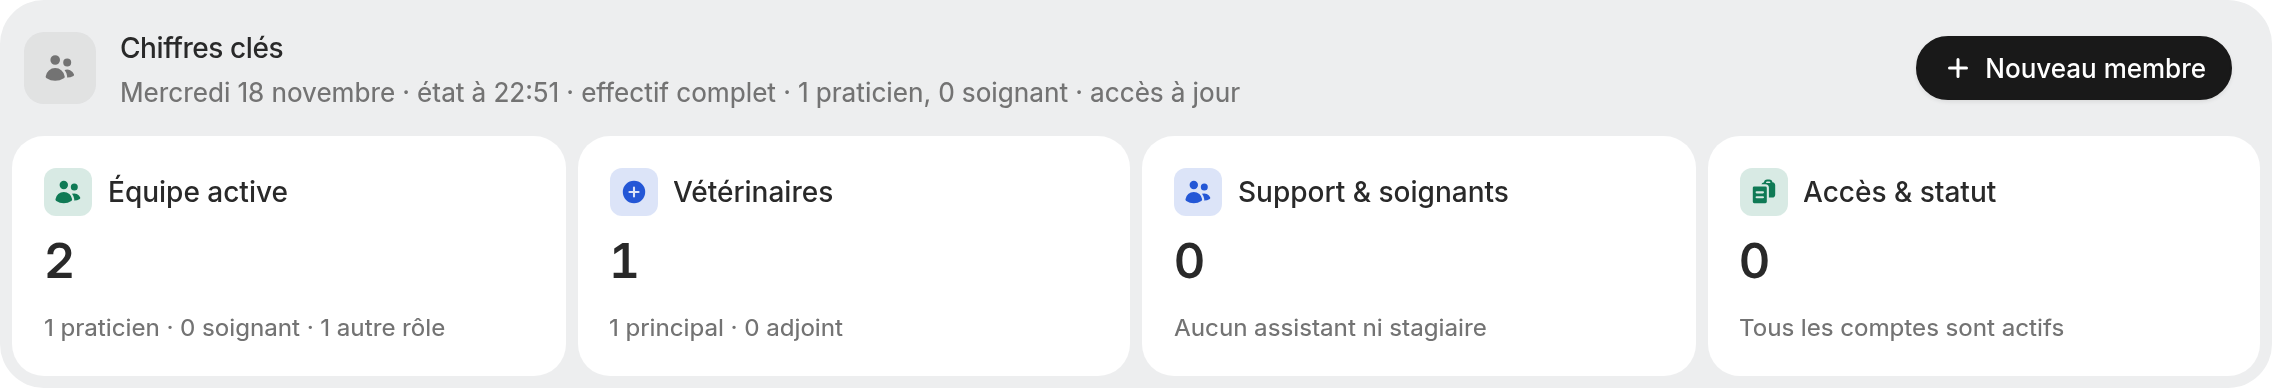 Chiffres clés
Mercredi 18 novembre · état à 22:51 · effectif complet · 1 praticien, 0 soignant · accès à jour
Nouveau membre
Équipe active
2
1 praticien · 0 soignant · 1 autre rôle
Vétérinaires
1
1 principal · 0 adjoint
Support & soignants
0
Aucun assistant ni stagiaire
Accès & statut
0
Tous les comptes sont actifs